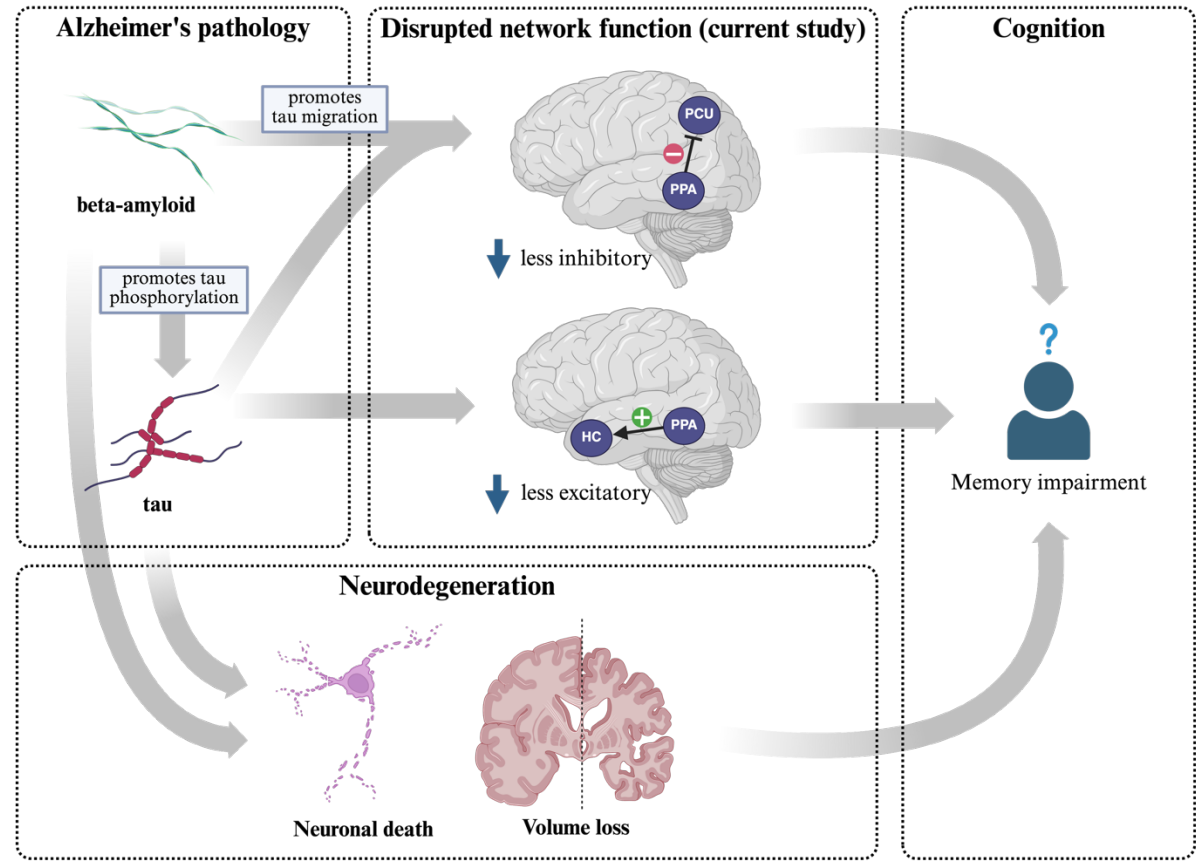 Alzheimer's pathology
beta-amyloid
promotes
tau migration
promotes tau
phosphorylation
tau
Disrupted network function (current study)
PCU
−
PPA
less inhibitory
+
HC
PPA
less excitatory
Cognition
?
Memory impairment
Neurodegeneration
Neuronal death
Volume loss